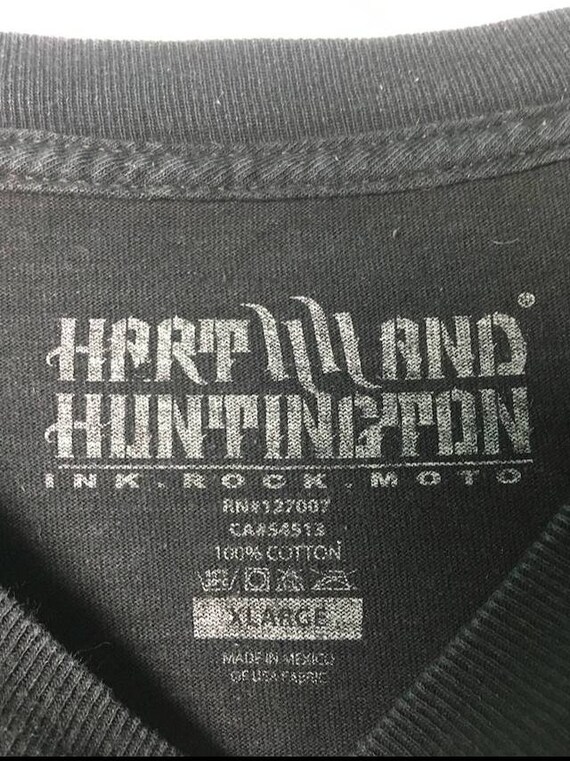 HART AND ®
HUNTINGTON
INK.ROCK.MOTO
RN#127007
CA#54513
100% COTTON
XLARGE
MADE IN MEXICO
OF USA FABRIC